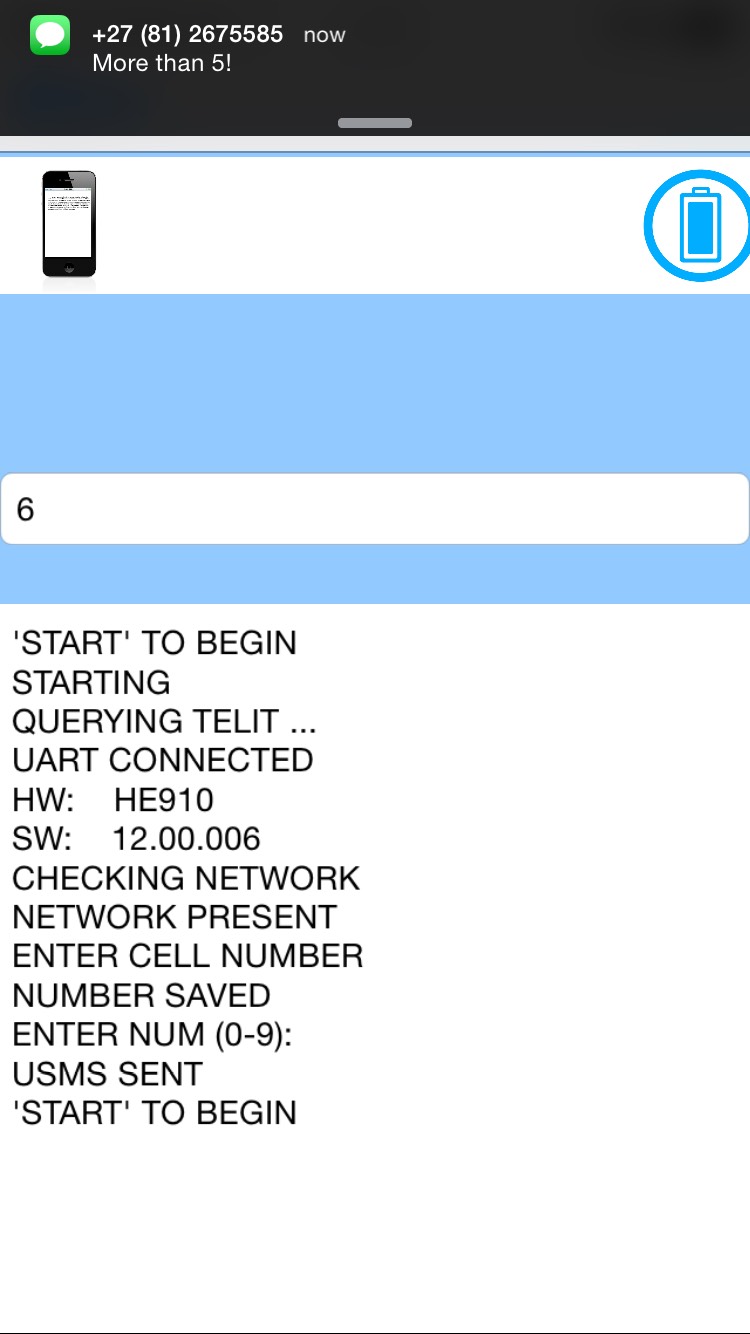 +27 (81) 2675585 now
More than 5!
6
'START' TO BEGIN
STARTING
QUERYING TELIT ...
UART CONNECTED
HW: HE910
SW: 12.00.006
CHECKING NETWORK
NETWORK PRESENT
ENTER CELL NUMBER
NUMBER SAVED
ENTER NUM (0-9):
USMS SENT
'START' TO BEGIN